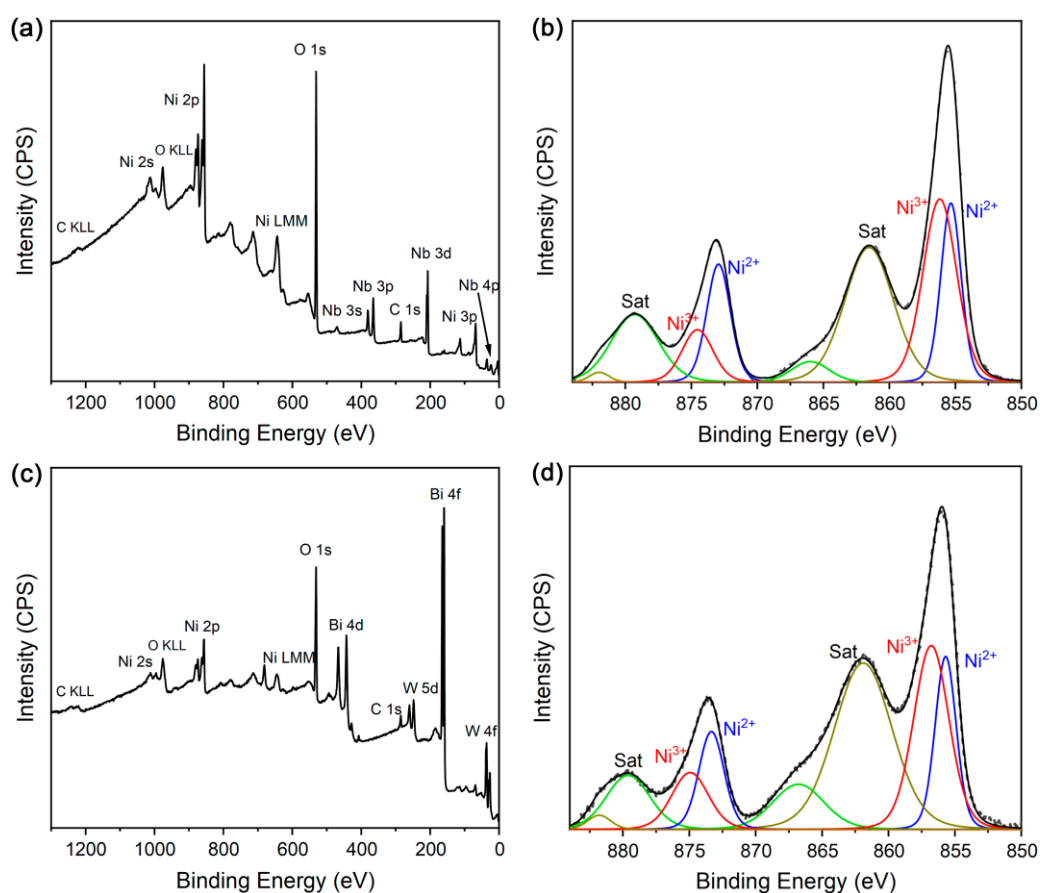 (a)
Intensity (CPS)
C KLL
Ni 2s
O KLL
Ni 2p
Ni LMM
O 1s
Nb 3s
Nb 3p
C 1s
Nb 3d
Ni 3p
Nb 4p
1200 1000 800 600 400 200 0
Binding Energy (eV)
(b)
Intensity (CPS)
Sat
Ni3+
Ni2+
Sat
Ni3+
Ni2+
880 875 870 865 860 855 850
Binding Energy (eV)
(c)
Intensity (CPS)
C KLL
Ni 2s
O KLL
Ni 2p
Ni LMM
O 1s
Bi 4d
C 1s
W 5d
Bi 4f
W 4f
1200 1000 800 600 400 200 0
Binding Energy (eV)
(d)
Intensity (CPS)
Sat
Ni3+
Ni2+
Sat
Ni3+
Ni2+
880 875 870 865 860 855 850
Binding Energy (eV)